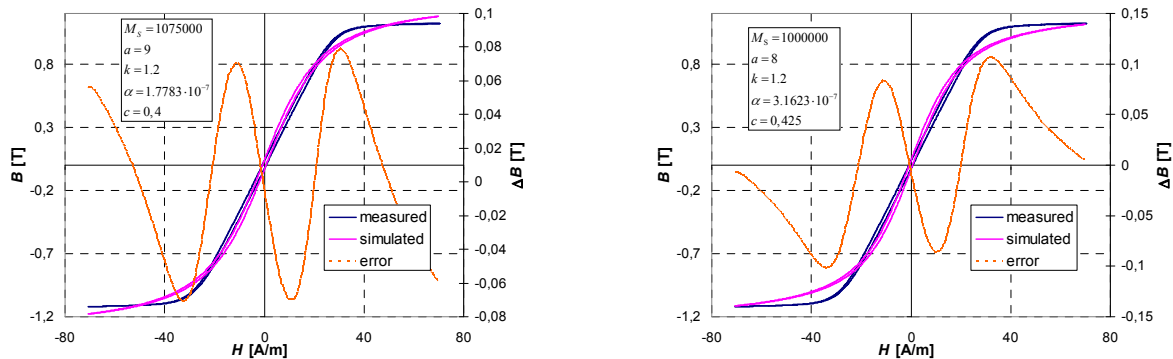 M_S = 1075000
a = 9
k = 1.2
α = 1.7783·10⁻⁷
c = 0,4
B [T]
0,8
0,3
-0,2
-0,7
-1,2
-80
-40
0
40
80
H [A/m]
0,1
0,08
0,06
0,04
0,02
0
-0,02
-0,04
-0,06
-0,08
ΔB [T]
measured
simulated
error
M_S = 1000000
a = 8
k = 1.2
α = 3.1623·10⁻⁷
c = 0,425
B [T]
0,8
0,3
-0,2
-0,7
-1,2
-80
-40
0
40
80
H [A/m]
0,15
0,1
0,05
0
-0,05
-0,1
-0,15
ΔB [T]
measured
simulated
error